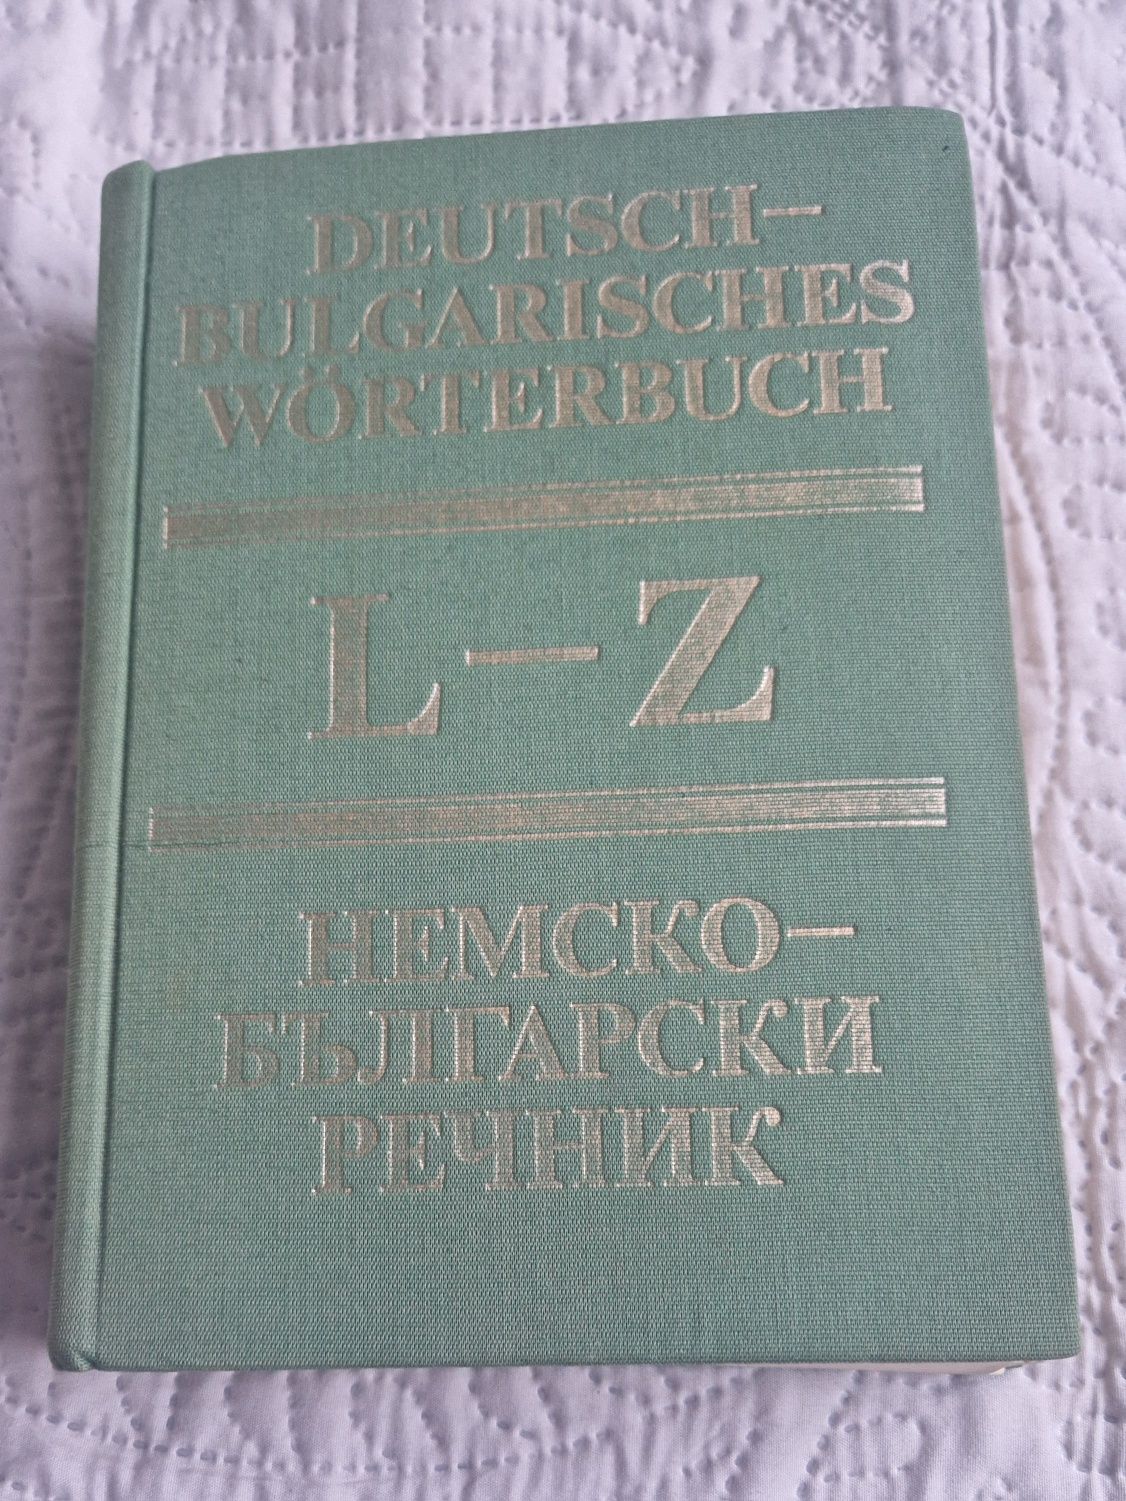 DEUTSCH–
BULGARISCHES
WÖRTERBUCH
L–Z
НЕМСКО–
БЪЛГАРСКИ
РЕЧНИК